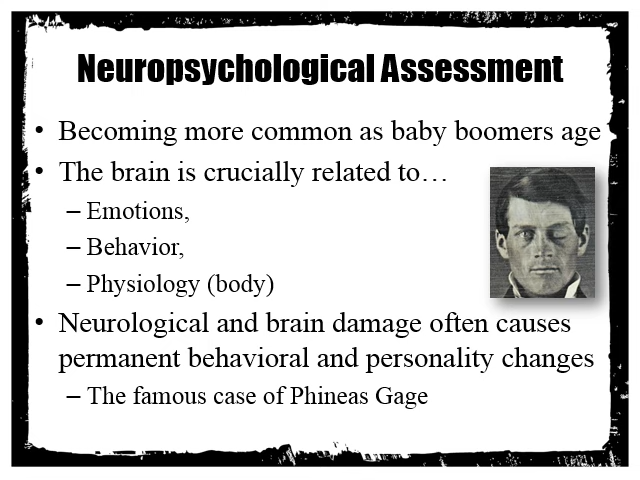 Neuropsychological Assessment
• Becoming more common as baby boomers age
• The brain is crucially related to…
– Emotions,
– Behavior,
– Physiology (body)
• Neurological and brain damage often causes
permanent behavioral and personality changes
– The famous case of Phineas Gage